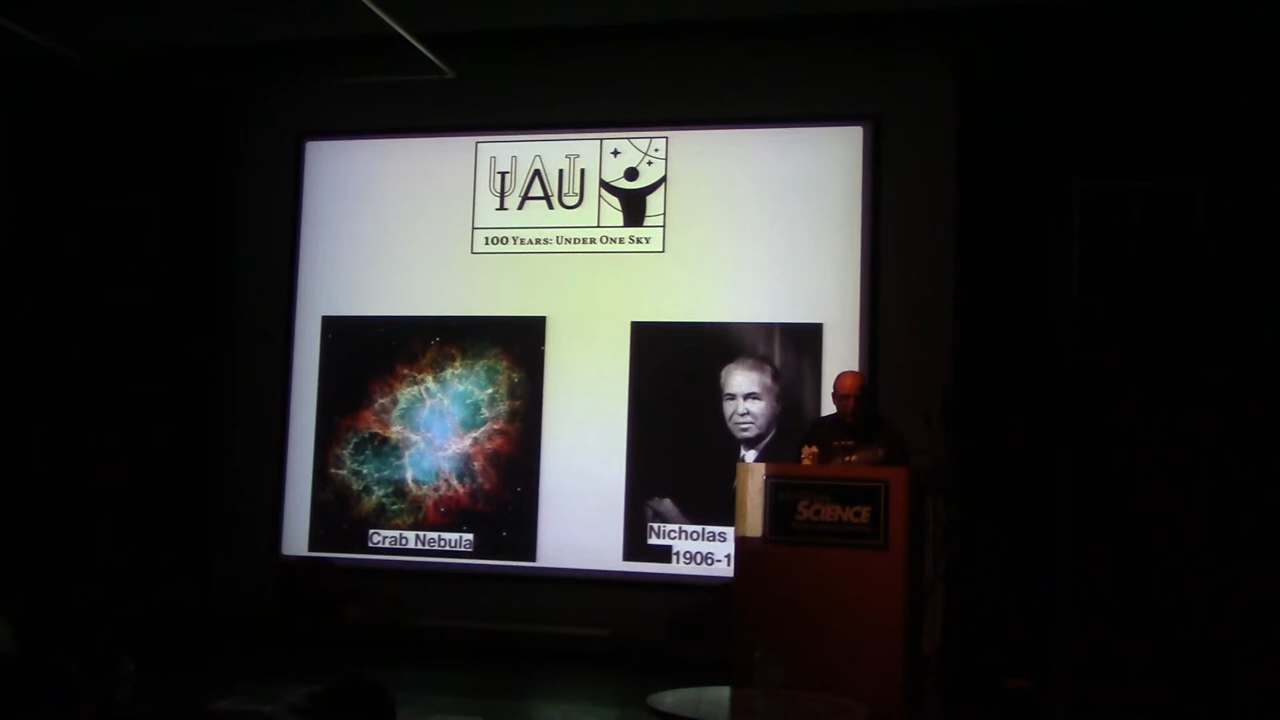 UAI
IAU
100 YEARS: UNDER ONE SKY
Crab Nebula
Nicholas
1906-1
SCIENCE